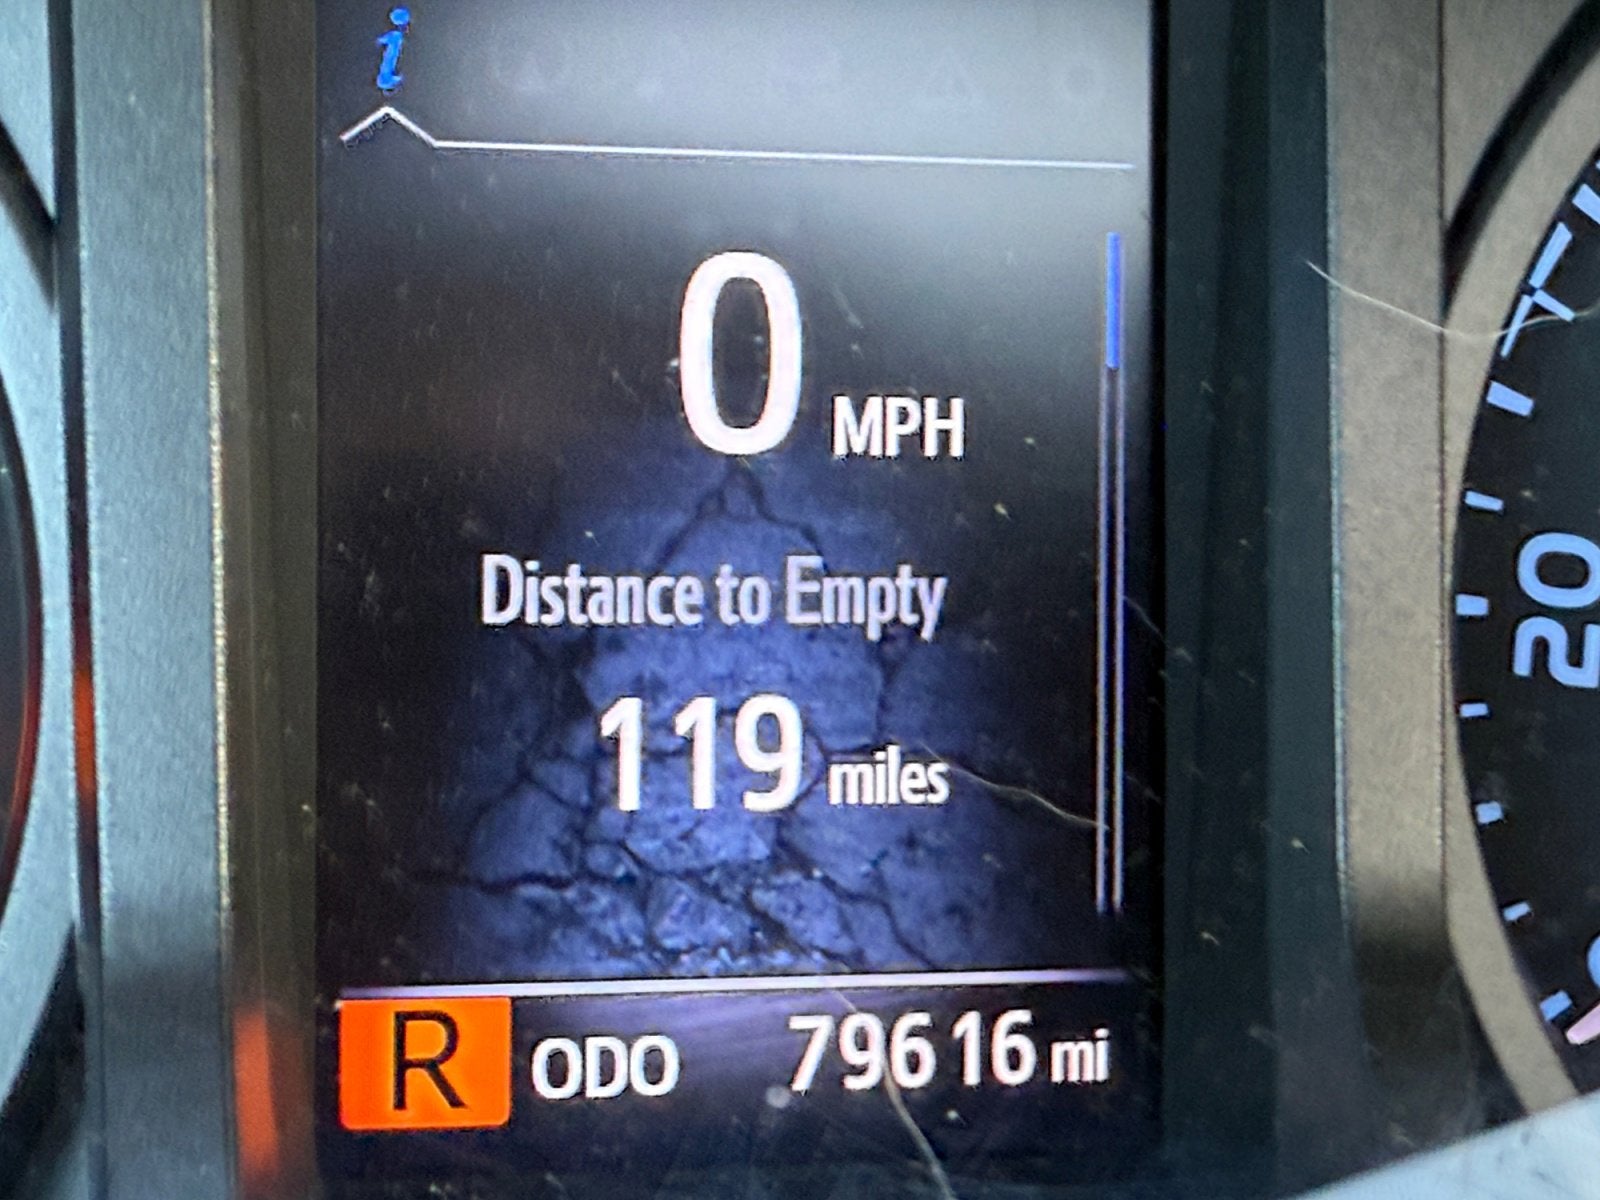 i
0 MPH
Distance to Empty
119 miles
R ODO 79616 mi
20